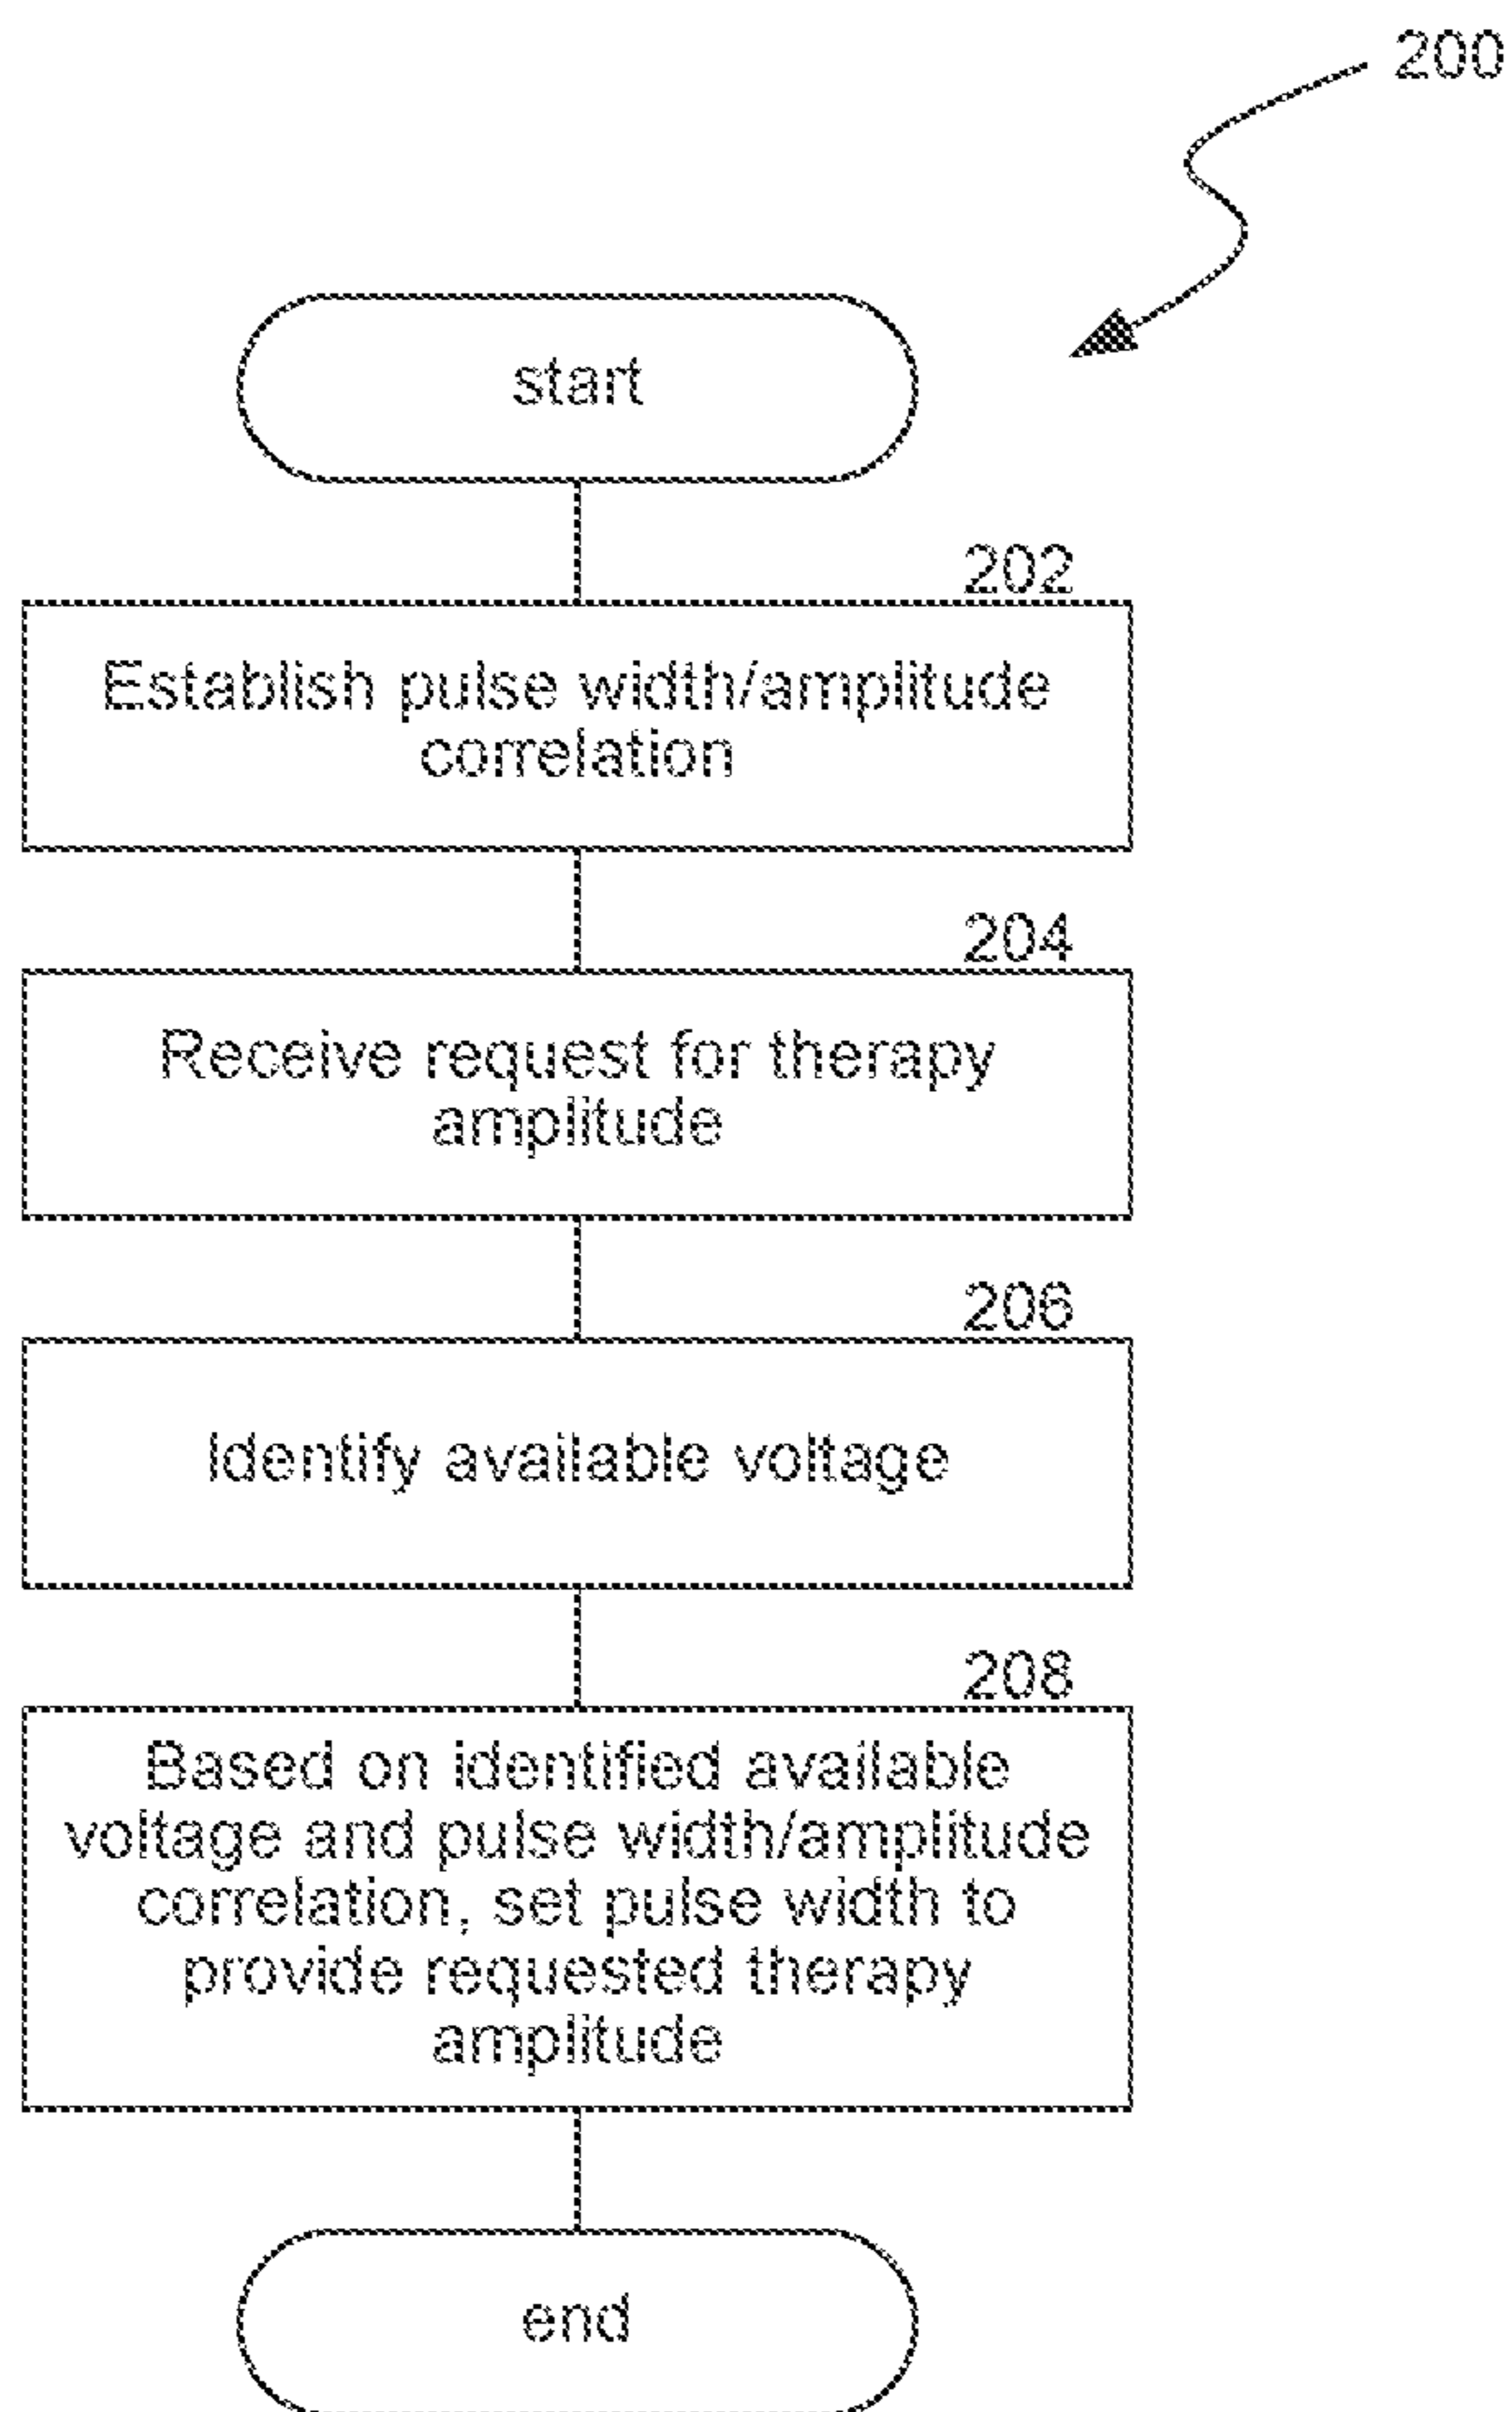 200
start
202
Establish pulse width/amplitude
correlation
204
Receive request for therapy
amplitude
206
Identify available voltage
208
Based on identified available
voltage and pulse width/amplitude
correlation, set pulse width to
provide requested therapy
amplitude
end